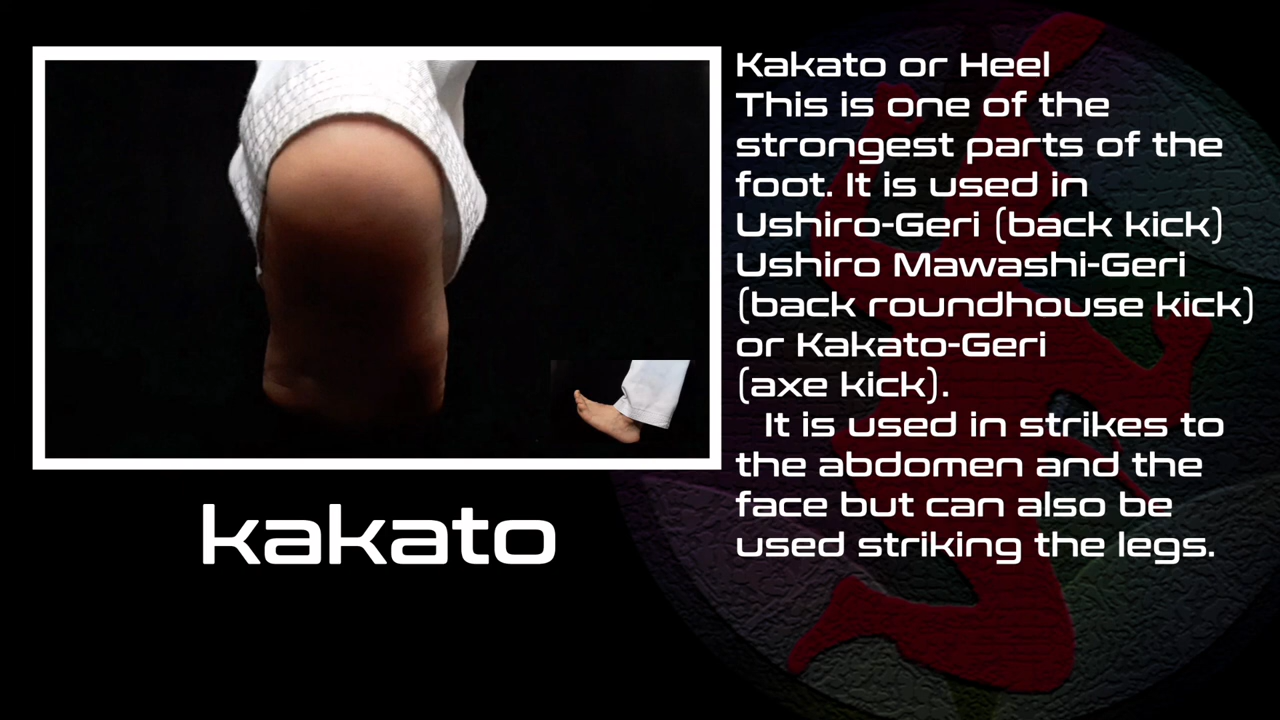 Kakato or Heel
This is one of the
strongest parts of the
foot. It is used in
Ushiro-Geri (back kick)
Ushiro Mawashi-Geri
(back roundhouse kick)
or Kakato-Geri
(axe kick).
It is used in strikes to
the abdomen and the
face but can also be
used striking the legs.
kakato